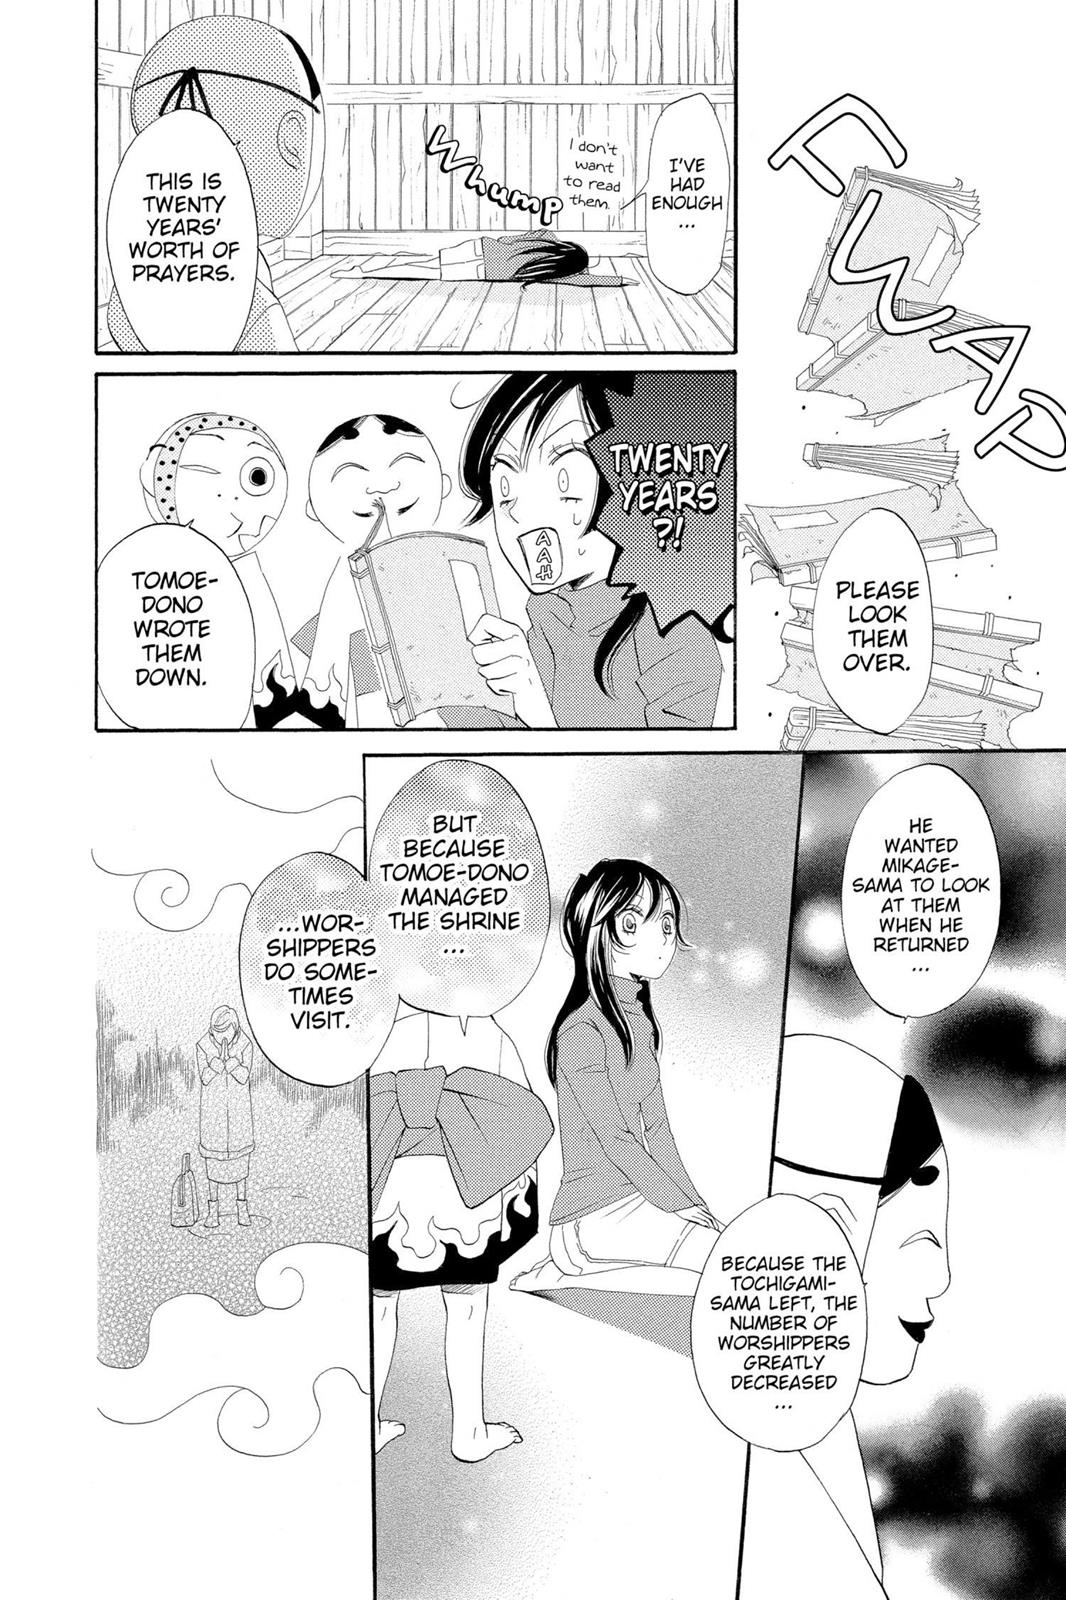 FWAP
PLEASE
LOOK
THEM
OVER.
I'VE
HAD
ENOUGH
...
I don't
want
to read
them.
Whump
THIS IS
TWENTY
YEARS'
WORTH OF
PRAYERS.
TWENTY
YEARS
?!
AAH
TOMOE-
DONO
WROTE
THEM
DOWN.
HE
WANTED
MIKAGE-
SAMA TO LOOK
AT THEM
WHEN HE
RETURNED
...
BECAUSE THE
TOCHIGAMI-
SAMA LEFT, THE
NUMBER OF
WORSHIPPERS
GREATLY
DECREASED
...
BUT
BECAUSE
TOMOE-DONO
MANAGED
THE SHRINE
...
...WOR-
SHIPPERS
DO SOME-
TIMES
VISIT.